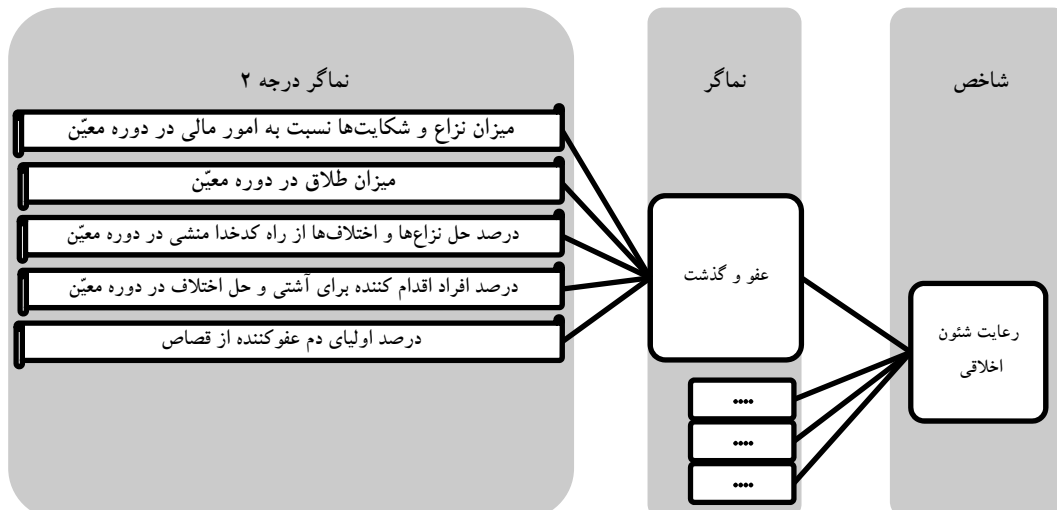 شاخص
نماگر
نماگر درجه ۲
رعایت شئون
اخلاقی
عفو و گذشت
....
....
....
میزان نزاع و شکایت‌ها نسبت به امور مالی در دوره معیّن
میزان طلاق در دوره معیّن
درصد حل نزاع‌ها و اختلاف‌ها از راه کدخدا منشی در دوره معیّن
درصد افراد اقدام کننده برای آشتی و حل اختلاف در دوره معیّن
درصد اولیای دم عفوکننده از قصاص